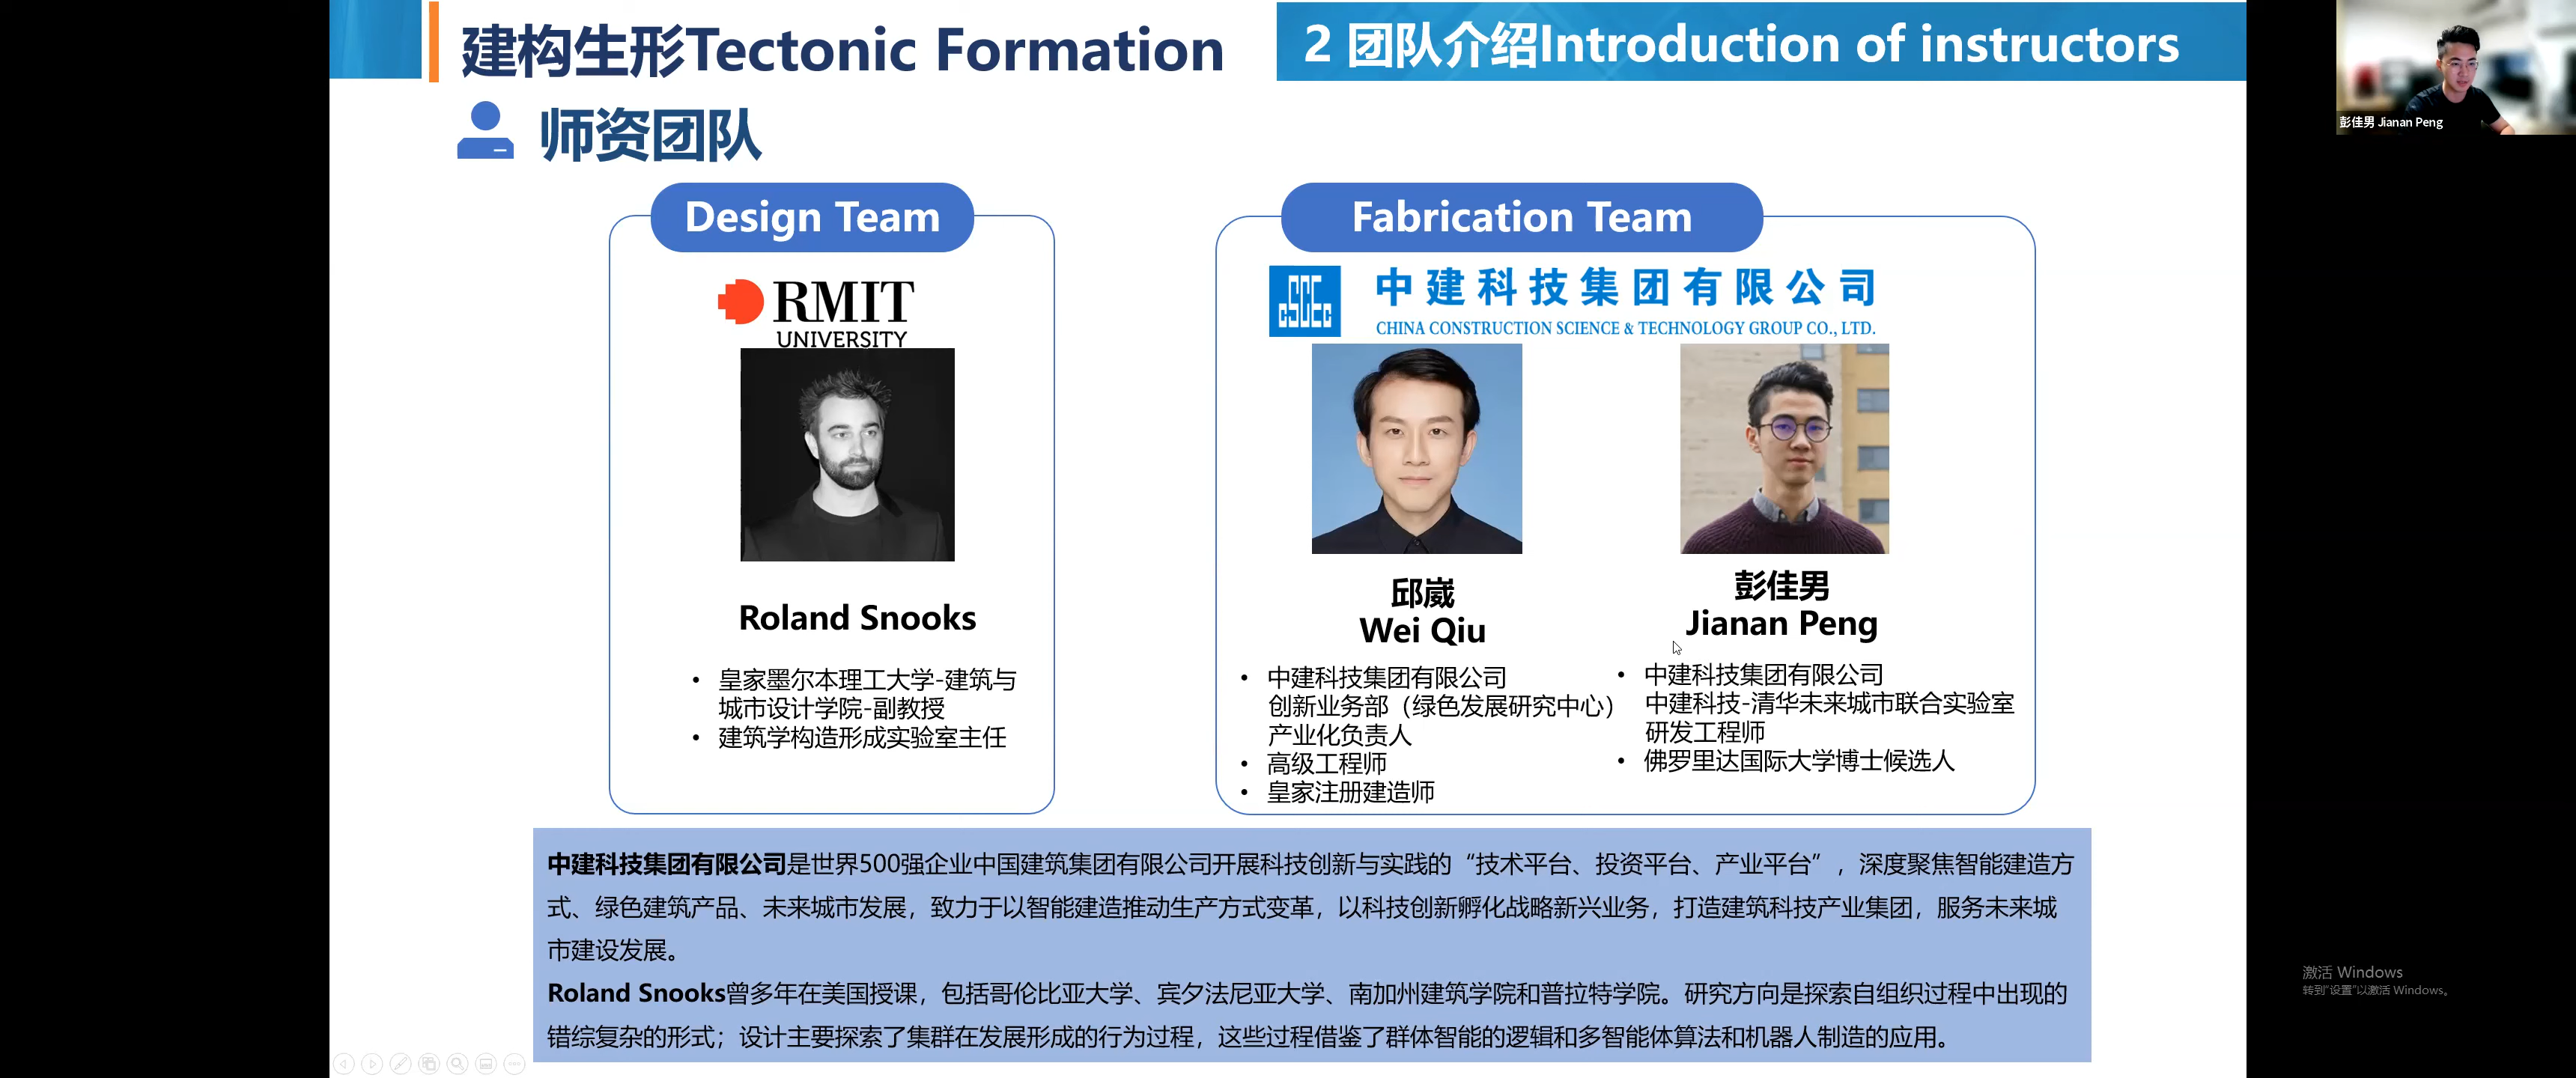 建构生形Tectonic Formation
2 团队介绍Introduction of instructors
彭佳男 Jianan Peng
师资团队
Design Team
RMIT
UNIVERSITY
Roland Snooks
• 皇家墨尔本理工大学-建筑与
城市设计学院-副教授
• 建筑学构造形成实验室主任
Fabrication Team
CSCEC
中建科技集团有限公司
CHINA CONSTRUCTION SCIENCE & TECHNOLOGY GROUP CO., LTD.
邱崴
Wei Qiu
• 中建科技集团有限公司
创新业务部（绿色发展研究中心）
产业化负责人
• 高级工程师
• 皇家注册建造师
彭佳男
Jianan Peng
• 中建科技集团有限公司
中建科技-清华未来城市联合实验室
研发工程师
• 佛罗里达国际大学博士候选人
中建科技集团有限公司是世界500强企业中国建筑集团有限公司开展科技创新与实践的“技术平台、投资平台、产业平台”，深度聚焦智能建造方
式、绿色建筑产品、未来城市发展，致力于以智能建造推动生产方式变革，以科技创新孵化战略新兴业务，打造建筑科技产业集团，服务未来城
市建设发展。
Roland Snooks曾多年在美国授课，包括哥伦比亚大学、宾夕法尼亚大学、南加州建筑学院和普拉特学院。研究方向是探索自组织过程中出现的
错综复杂的形式；设计主要探索了集群在发展形成的行为过程，这些过程借鉴了群体智能的逻辑和多智能体算法和机器人制造的应用。
激活 Windows
转到“设置”以激活 Windows。